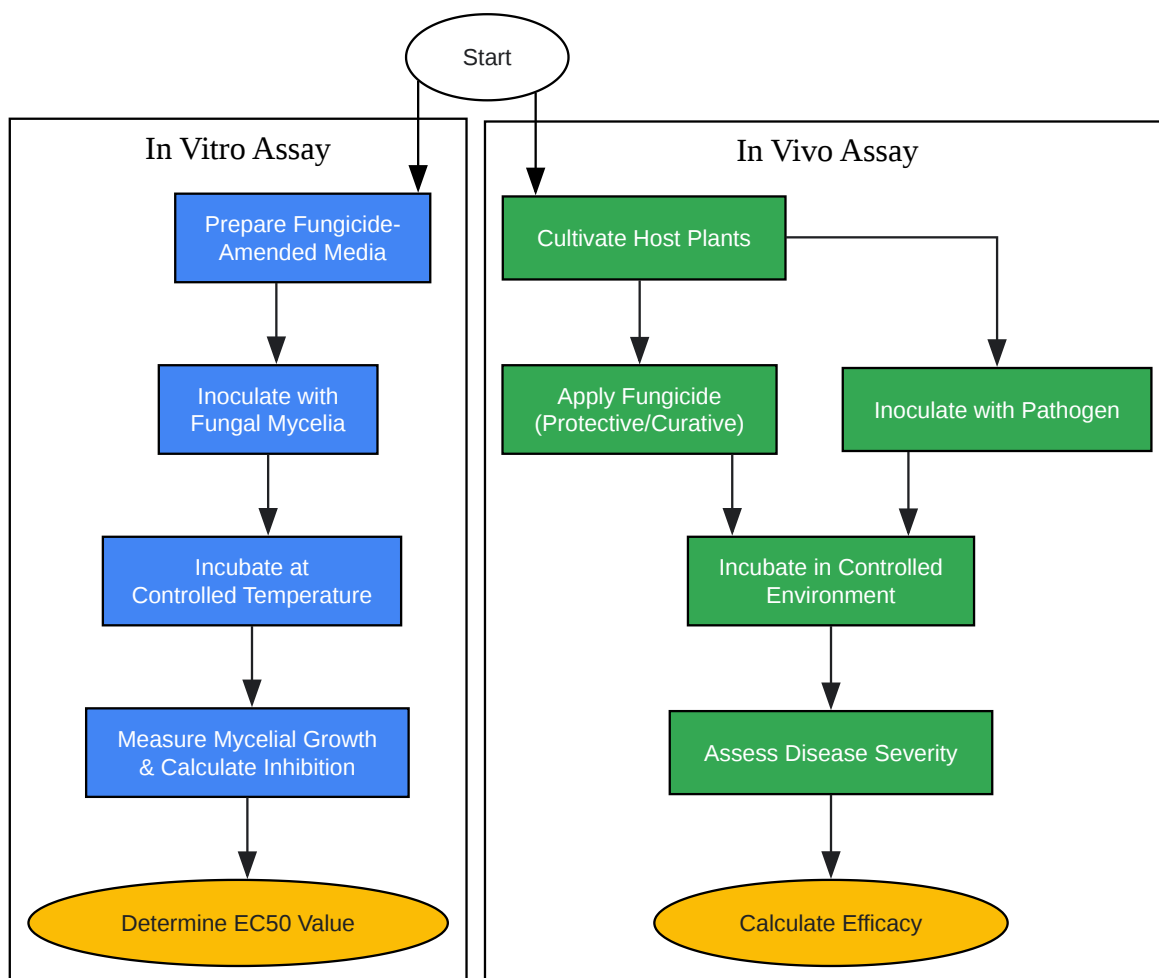 Start
In Vitro Assay
Prepare Fungicide-
Amended Media
Inoculate with
Fungal Mycelia
Incubate at
Controlled Temperature
Measure Mycelial Growth
& Calculate Inhibition
Determine EC50 Value
In Vivo Assay
Cultivate Host Plants
Apply Fungicide
(Protective/Curative)
Inoculate with Pathogen
Incubate in Controlled
Environment
Assess Disease Severity
Calculate Efficacy